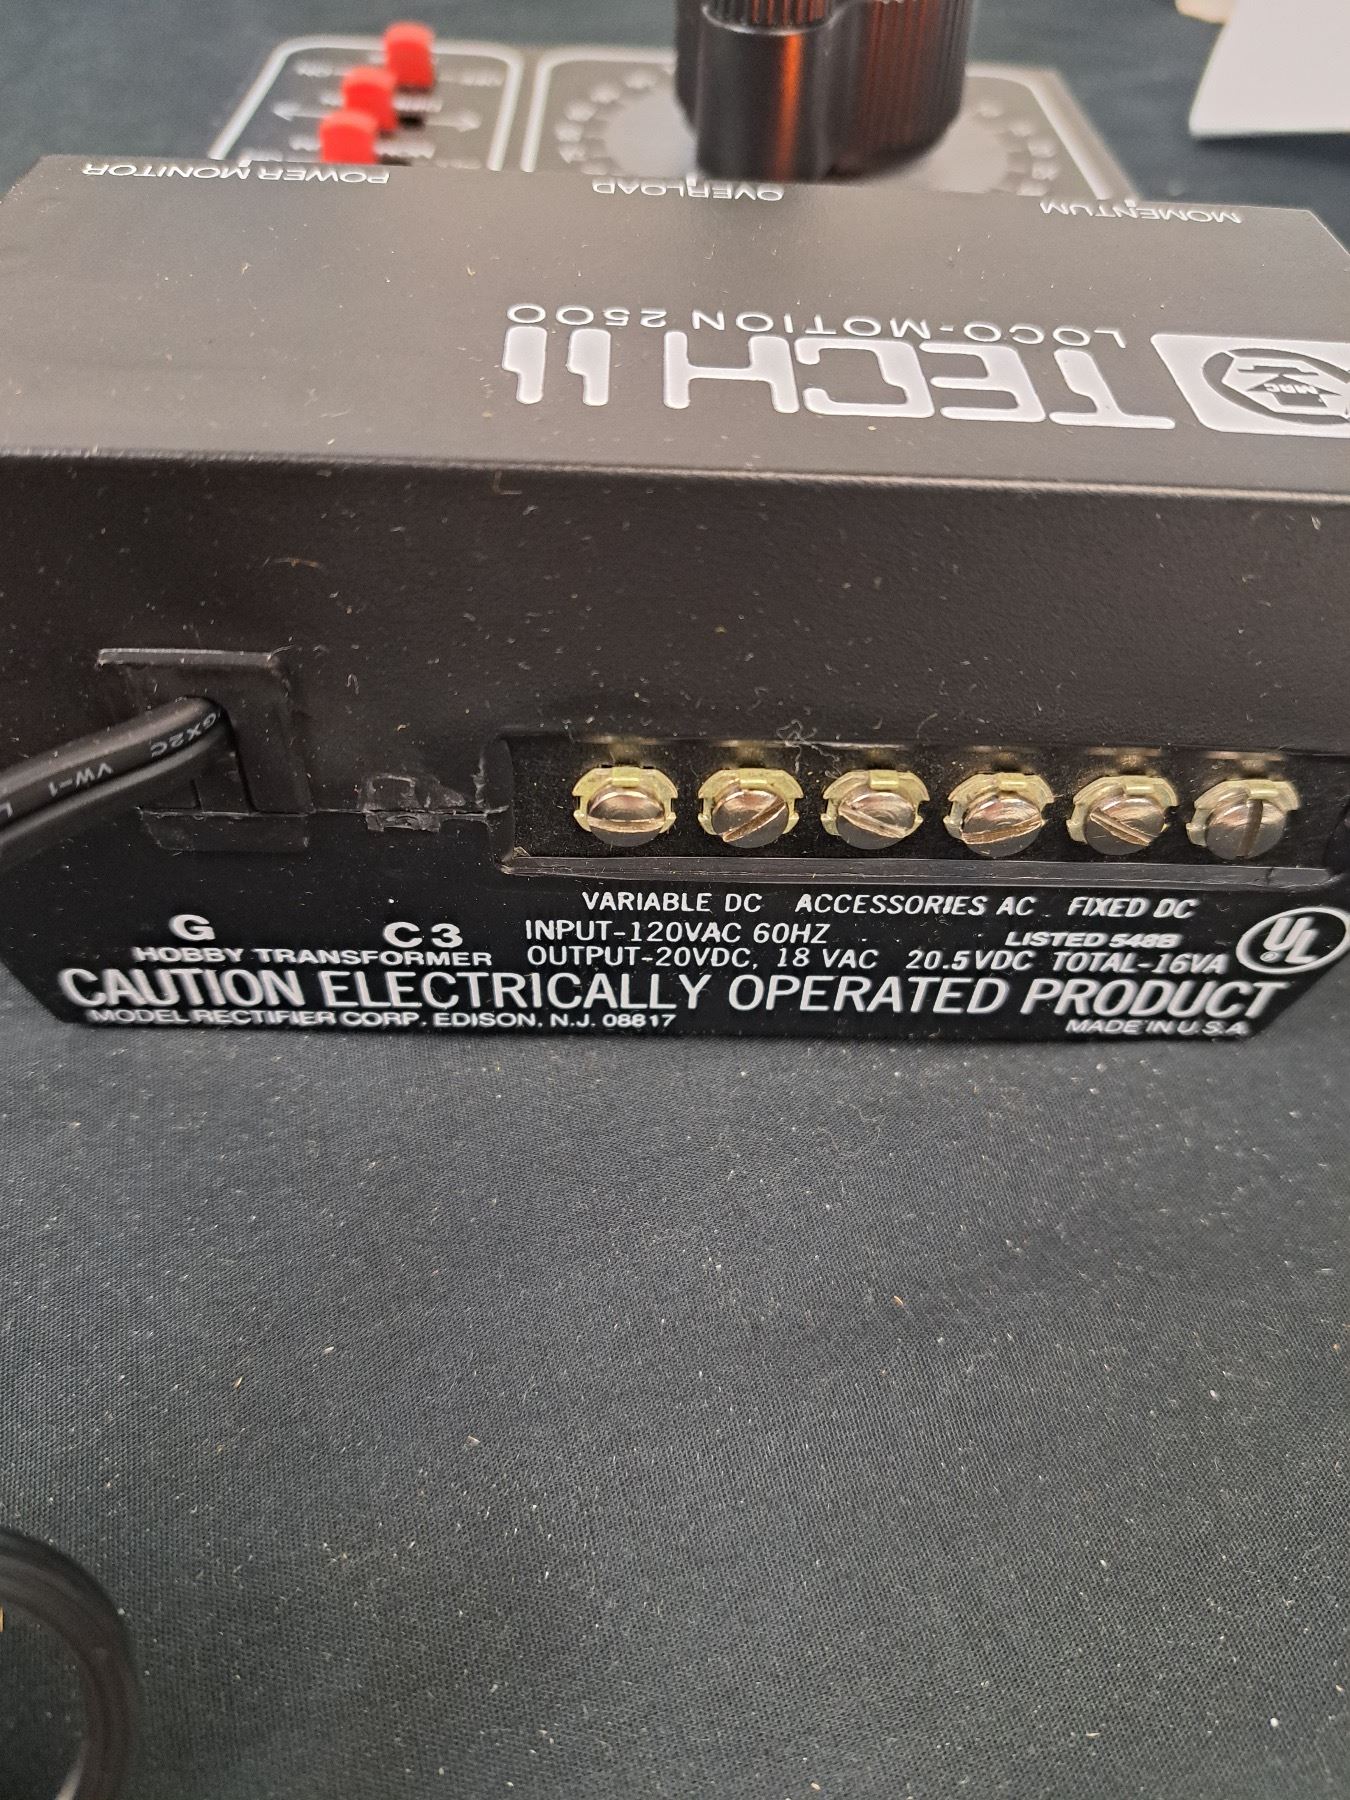 POWER MONITOR
OVERLOAD
MOMENTUM
MRC
TECH II
LOCO-MOTION 2500
GX2C VW-1
VARIABLE DC ACCESSORIES AC FIXED DC
G C3
HOBBY TRANSFORMER
INPUT-120VAC 60HZ
LISTED 548B
UL
OUTPUT-20VDC, 18 VAC 20.5VDC TOTAL-16VA
CAUTION ELECTRICALLY OPERATED PRODUCT
MODEL RECTIFIER CORP. EDISON, N.J. 08817
MADE IN U.S.A.